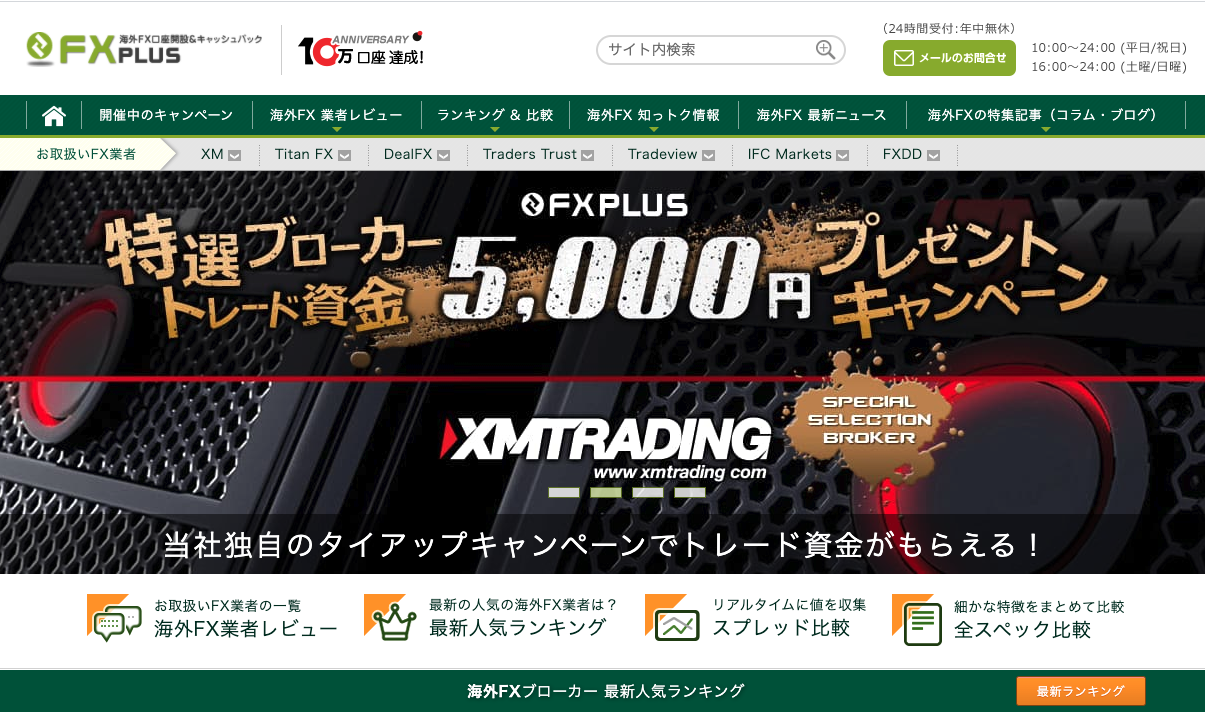 海外FX口座開設&キャッシュバック
FXPLUS
ANNIVERSARY
10万口座 達成!
サイト内検索
(24時間受付:年中無休)
メールのお問合せ
10:00〜24:00 (平日/祝日)
16:00〜24:00 (土曜/日曜)
開催中のキャンペーン
海外FX 業者レビュー
ランキング & 比較
海外FX 知っトク情報
海外FX 最新ニュース
海外FXの特集記事（コラム・ブログ）
お取扱いFX業者
XM
Titan FX
DealFX
Traders Trust
Tradeview
IFC Markets
FXDD
FXPLUS
特選ブローカー
トレード資金
5,000円
プレゼント
キャンペーン
XM
SPECIAL
SELECTION
BROKER
XMTRADING
www.xmtrading.com
当社独自のタイアップキャンペーンでトレード資金がもらえる！
お取扱いFX業者の一覧
海外FX業者レビュー
最新の人気の海外FX業者は？
最新人気ランキング
リアルタイムに値を収集
スプレッド比較
細かな特徴をまとめて比較
全スペック比較
海外FXブローカー 最新人気ランキング
最新ランキング